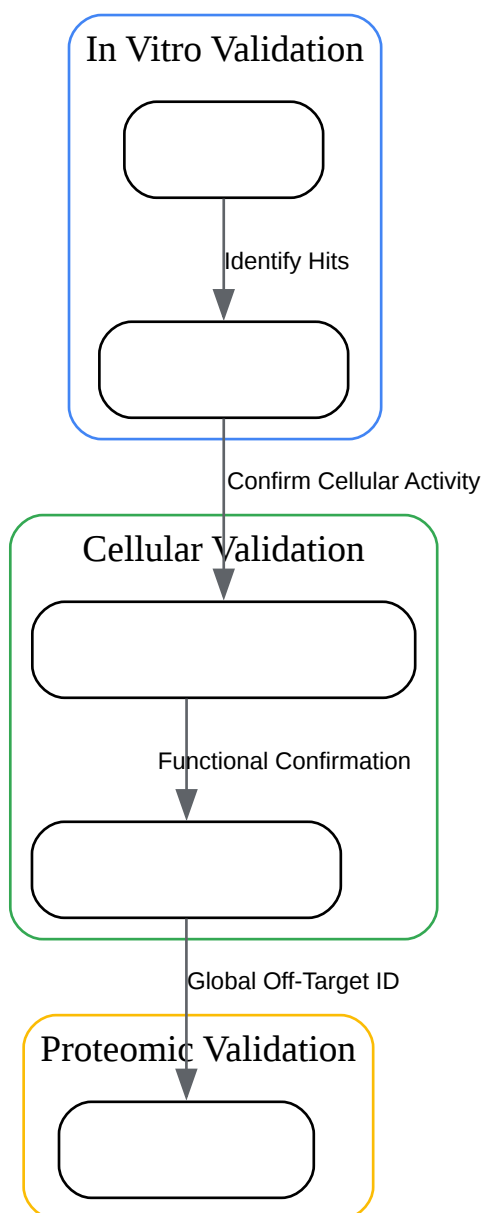 In Vitro Validation
Identify Hits
Confirm Cellular Activity
Cellular Validation
Functional Confirmation
Global Off-Target ID
Proteomic Validation